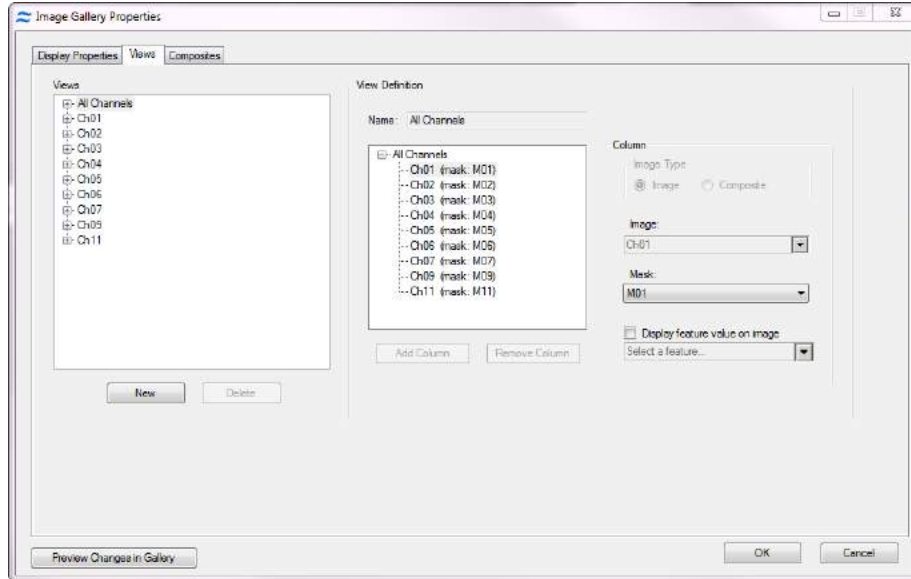 Image Gallery Properties
Display Properties Views Composites
Views
All Channels
Ch01
Ch02
Ch03
Ch04
Ch05
Ch06
Ch07
Ch09
Ch11
New Delete
View Definition
Name: All Channels
All Channels
Ch01 (mask: M01)
Ch02 (mask: M02)
Ch03 (mask: M03)
Ch04 (mask: M04)
Ch05 (mask: M05)
Ch06 (mask: M06)
Ch07 (mask: M07)
Ch09 (mask: M09)
Ch11 (mask: M11)
Add Column Remove Column
Column
Image Type
Image Composite
Image:
Ch01
Mask:
M01
Display feature value on image
Select a feature...
Preview Changes in Gallery OK Cancel